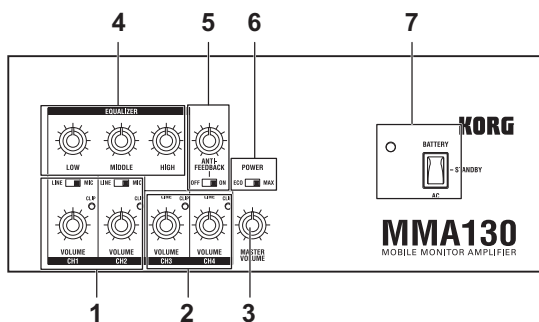 4 5 6 7
EQUALIZER
LOW MIDDLE HIGH
ANTI-
FEEDBACK
OFF ON
POWER
ECO MAX
KORG
BATTERY
STANDBY
AC
LINE MIC LINE MIC
CLIP CLIP
VOLUME VOLUME
CH1 CH2
LINE LINE
CLIP CLIP
VOLUME VOLUME
CH3 CH4
MASTER
VOLUME
MMA130
MOBILE MONITOR AMPLIFIER
1 2 3